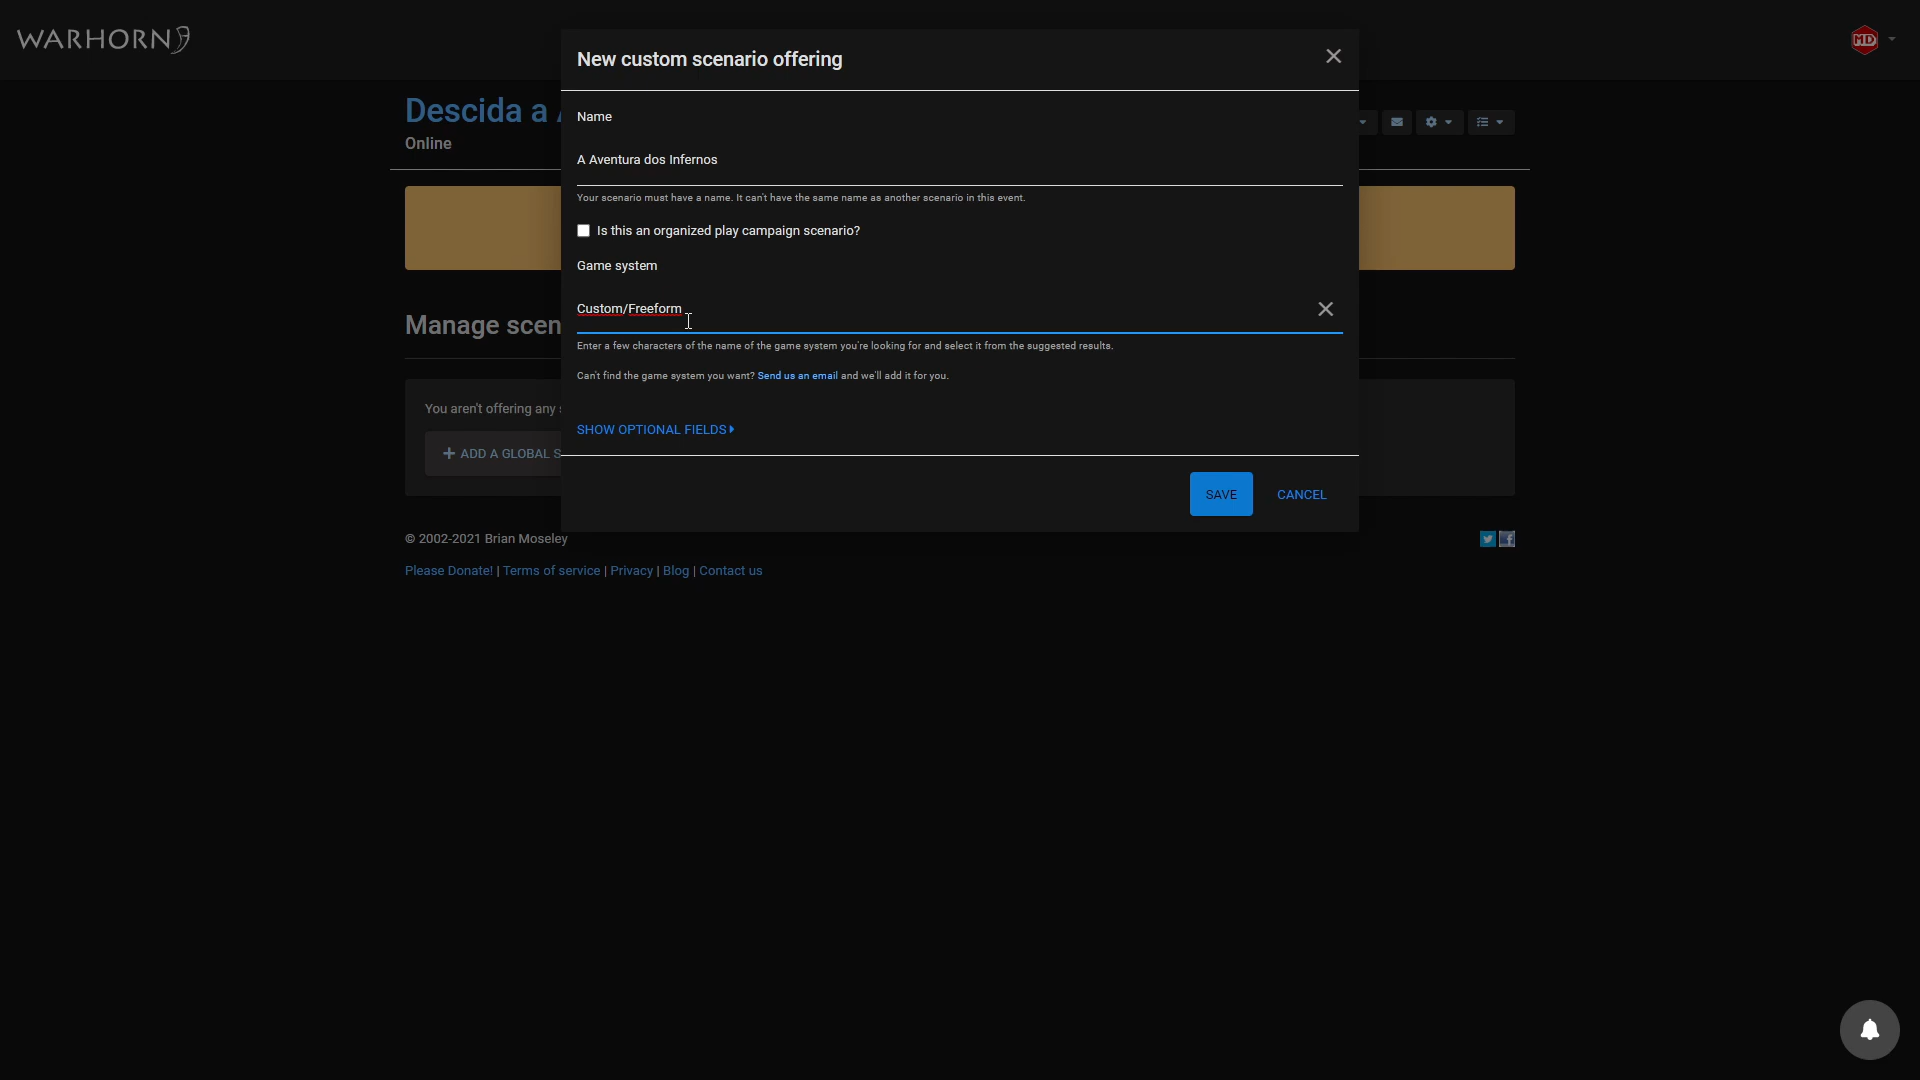 WARHORN
MD
New custom scenario offering
Descida a
Online
Name
A Aventura dos Infernos
Your scenario must have a name. It can't have the same name as another scenario in this event.
Is this an organized play campaign scenario?
Game system
Custom/Freeform
Enter a few characters of the name of the game system you're looking for and select it from the suggested results.
Can't find the game system you want? Send us an email and we'll add it for you.
SHOW OPTIONAL FIELDS
SAVE
CANCEL
Manage scen
You aren't offering any
ADD A GLOBAL S
© 2002-2021 Brian Moseley
Please Donate! | Terms of service | Privacy | Blog | Contact us